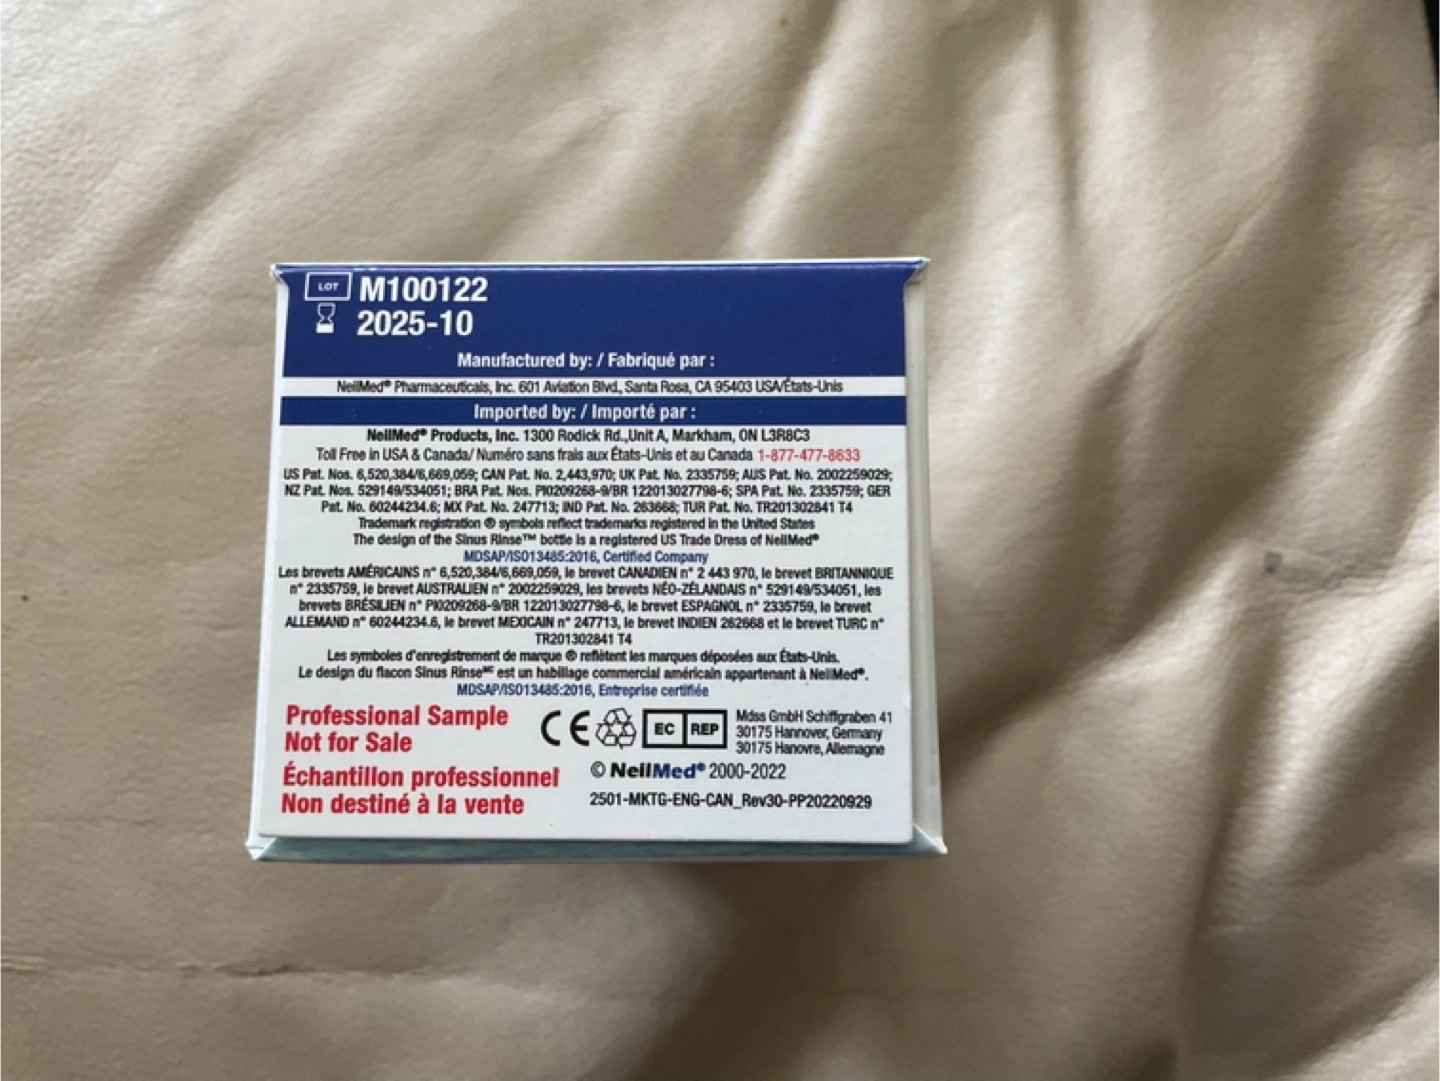 LOT M100122
2025-10
Manufactured by: / Fabriqué par :
NeilMed® Pharmaceuticals, Inc. 601 Aviation Blvd., Santa Rosa, CA 95403 USA/États-Unis
Imported by: / Importé par :
NeilMed® Products, Inc. 1300 Rodick Rd.,Unit A, Markham, ON L3R8C3
Toll Free in USA & Canada/ Numéro sans frais aux États-Unis et au Canada 1-877-477-8633
US Pat. Nos. 6,520,384/6,669,059; CAN Pat. No. 2,443,970; UK Pat. No. 2335759; AUS Pat. No. 2002259029;
NZ Pat. Nos. 529149/534051; BRA Pat. Nos. PI0209268-9/BR 122013027798-6; SPA Pat. No. 2335759; GER
Pat. No. 60244234.6; MX Pat. No. 247713; IND Pat. No. 263668; TUR Pat. No. TR201302841 T4
Trademark registration ® symbols reflect trademarks registered in the United States
The design of the Sinus Rinse™ bottle is a registered US Trade Dress of NeilMed®
MDSAP/ISO13485:2016, Certified Company
Les brevets AMÉRICAINS n° 6,520,384/6,669,059, le brevet CANADIEN n° 2 443 970, le brevet BRITANNIQUE
n° 2335759, le brevet AUSTRALIEN n° 2002259029, les brevets NÉO-ZÉLANDAIS n° 529149/534051, les
brevets BRÉSILIEN n° PI0209268-9/BR 122013027798-6, le brevet ESPAGNOL n° 2335759, le brevet
ALLEMAND n° 60244234.6, le brevet MEXICAIN n° 247713, le brevet INDIEN 262668 et le brevet TURC n°
TR201302841 T4
Les symboles d'enregistrement de marque ® reflètent les marques déposées aux États-Unis.
Le design du flacon Sinus Rinse ᴹᶜ est un habillage commercial américain appartenant à NeilMed®.
MDSAP/ISO13485:2016, Entreprise certifiée
Professional Sample
Not for Sale
Échantillon professionnel
Non destiné à la vente
CE EC REP
Mdss GmbH Schiffgraben 41
30175 Hannover, Germany
30175 Hanovre, Allemagne
© NeilMed® 2000-2022
2501-MKTG-ENG-CAN_Rev30-PP20220929